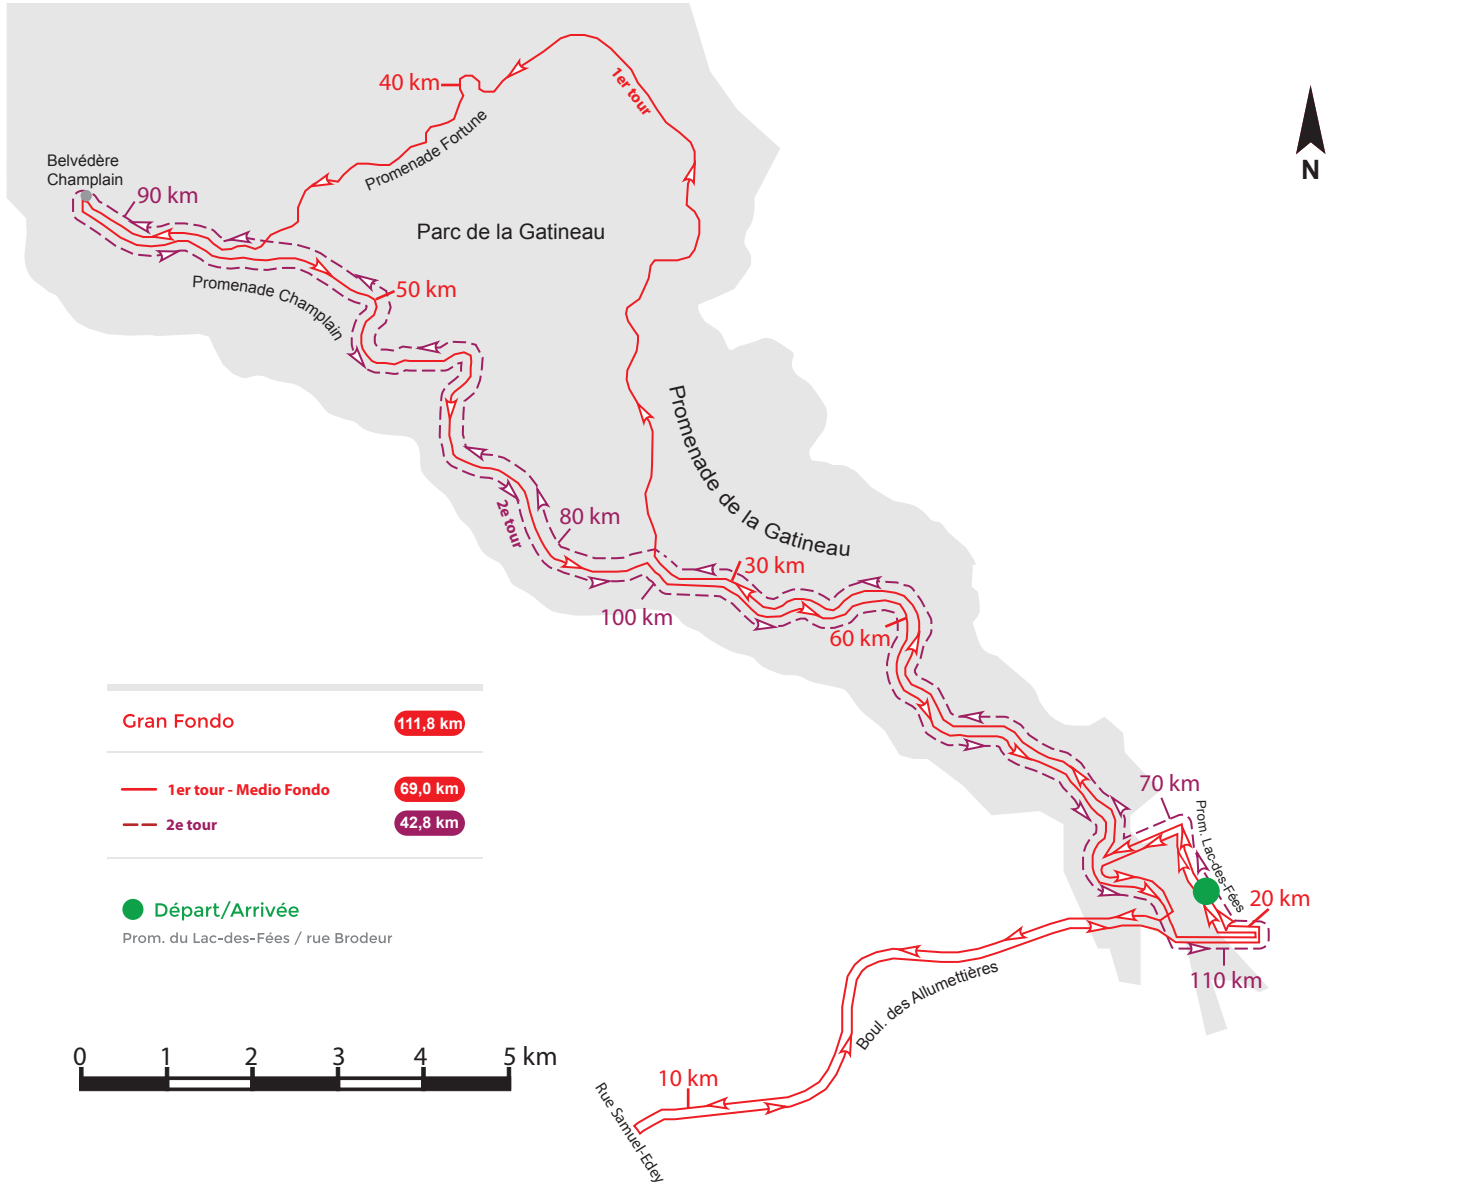 1er tour
40 km
Promenade Fortune
Belvédère
Champlain
90 km
N
Parc de la Gatineau
Promenade Champlain
50 km
Promenade de la Gatineau
2e tour
80 km
30 km
100 km
60 km
Gran Fondo
111,8 km
1er tour - Medio Fondo
69,0 km
2e tour
42,8 km
Départ/Arrivée
Prom. du Lac-des-Fées / rue Brodeur
70 km
Prom. Lac-des-Fées
20 km
110 km
Boul. des Allumettières
10 km
Rue Samuel-Edey
0 1 2 3 4 5 km